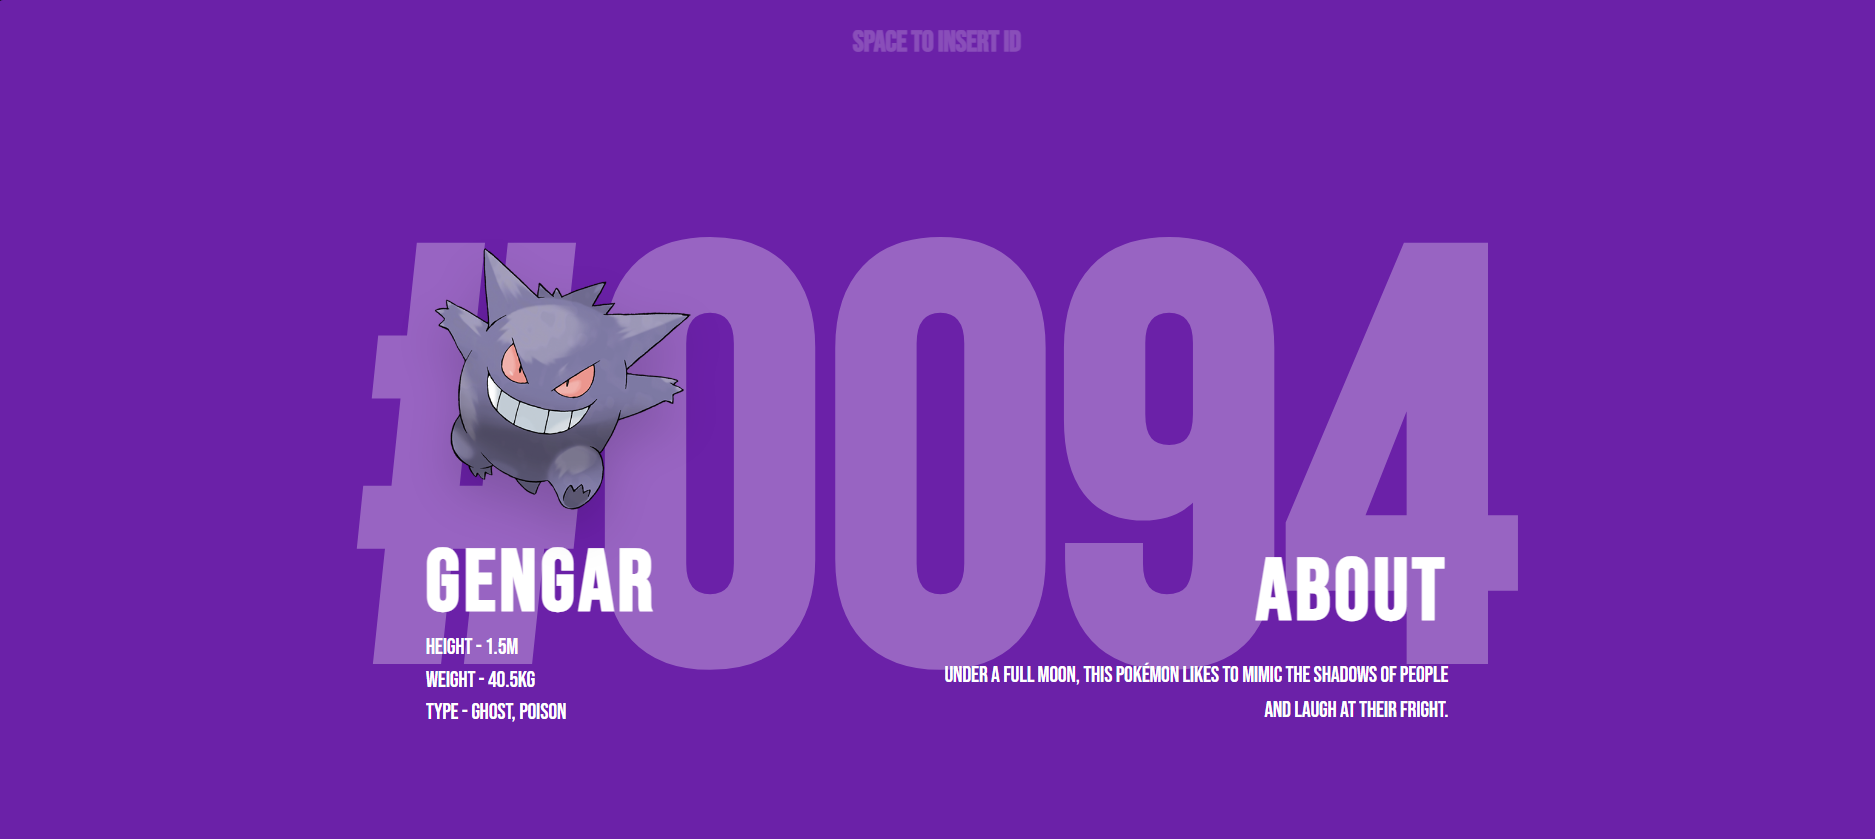 SPACE TO INSERT ID
#0094
GENGAR
HEIGHT - 1.5M
WEIGHT - 40.5KG
TYPE - GHOST, POISON
ABOUT
UNDER A FULL MOON, THIS POKÉMON LIKES TO MIMIC THE SHADOWS OF PEOPLE
AND LAUGH AT THEIR FRIGHT.